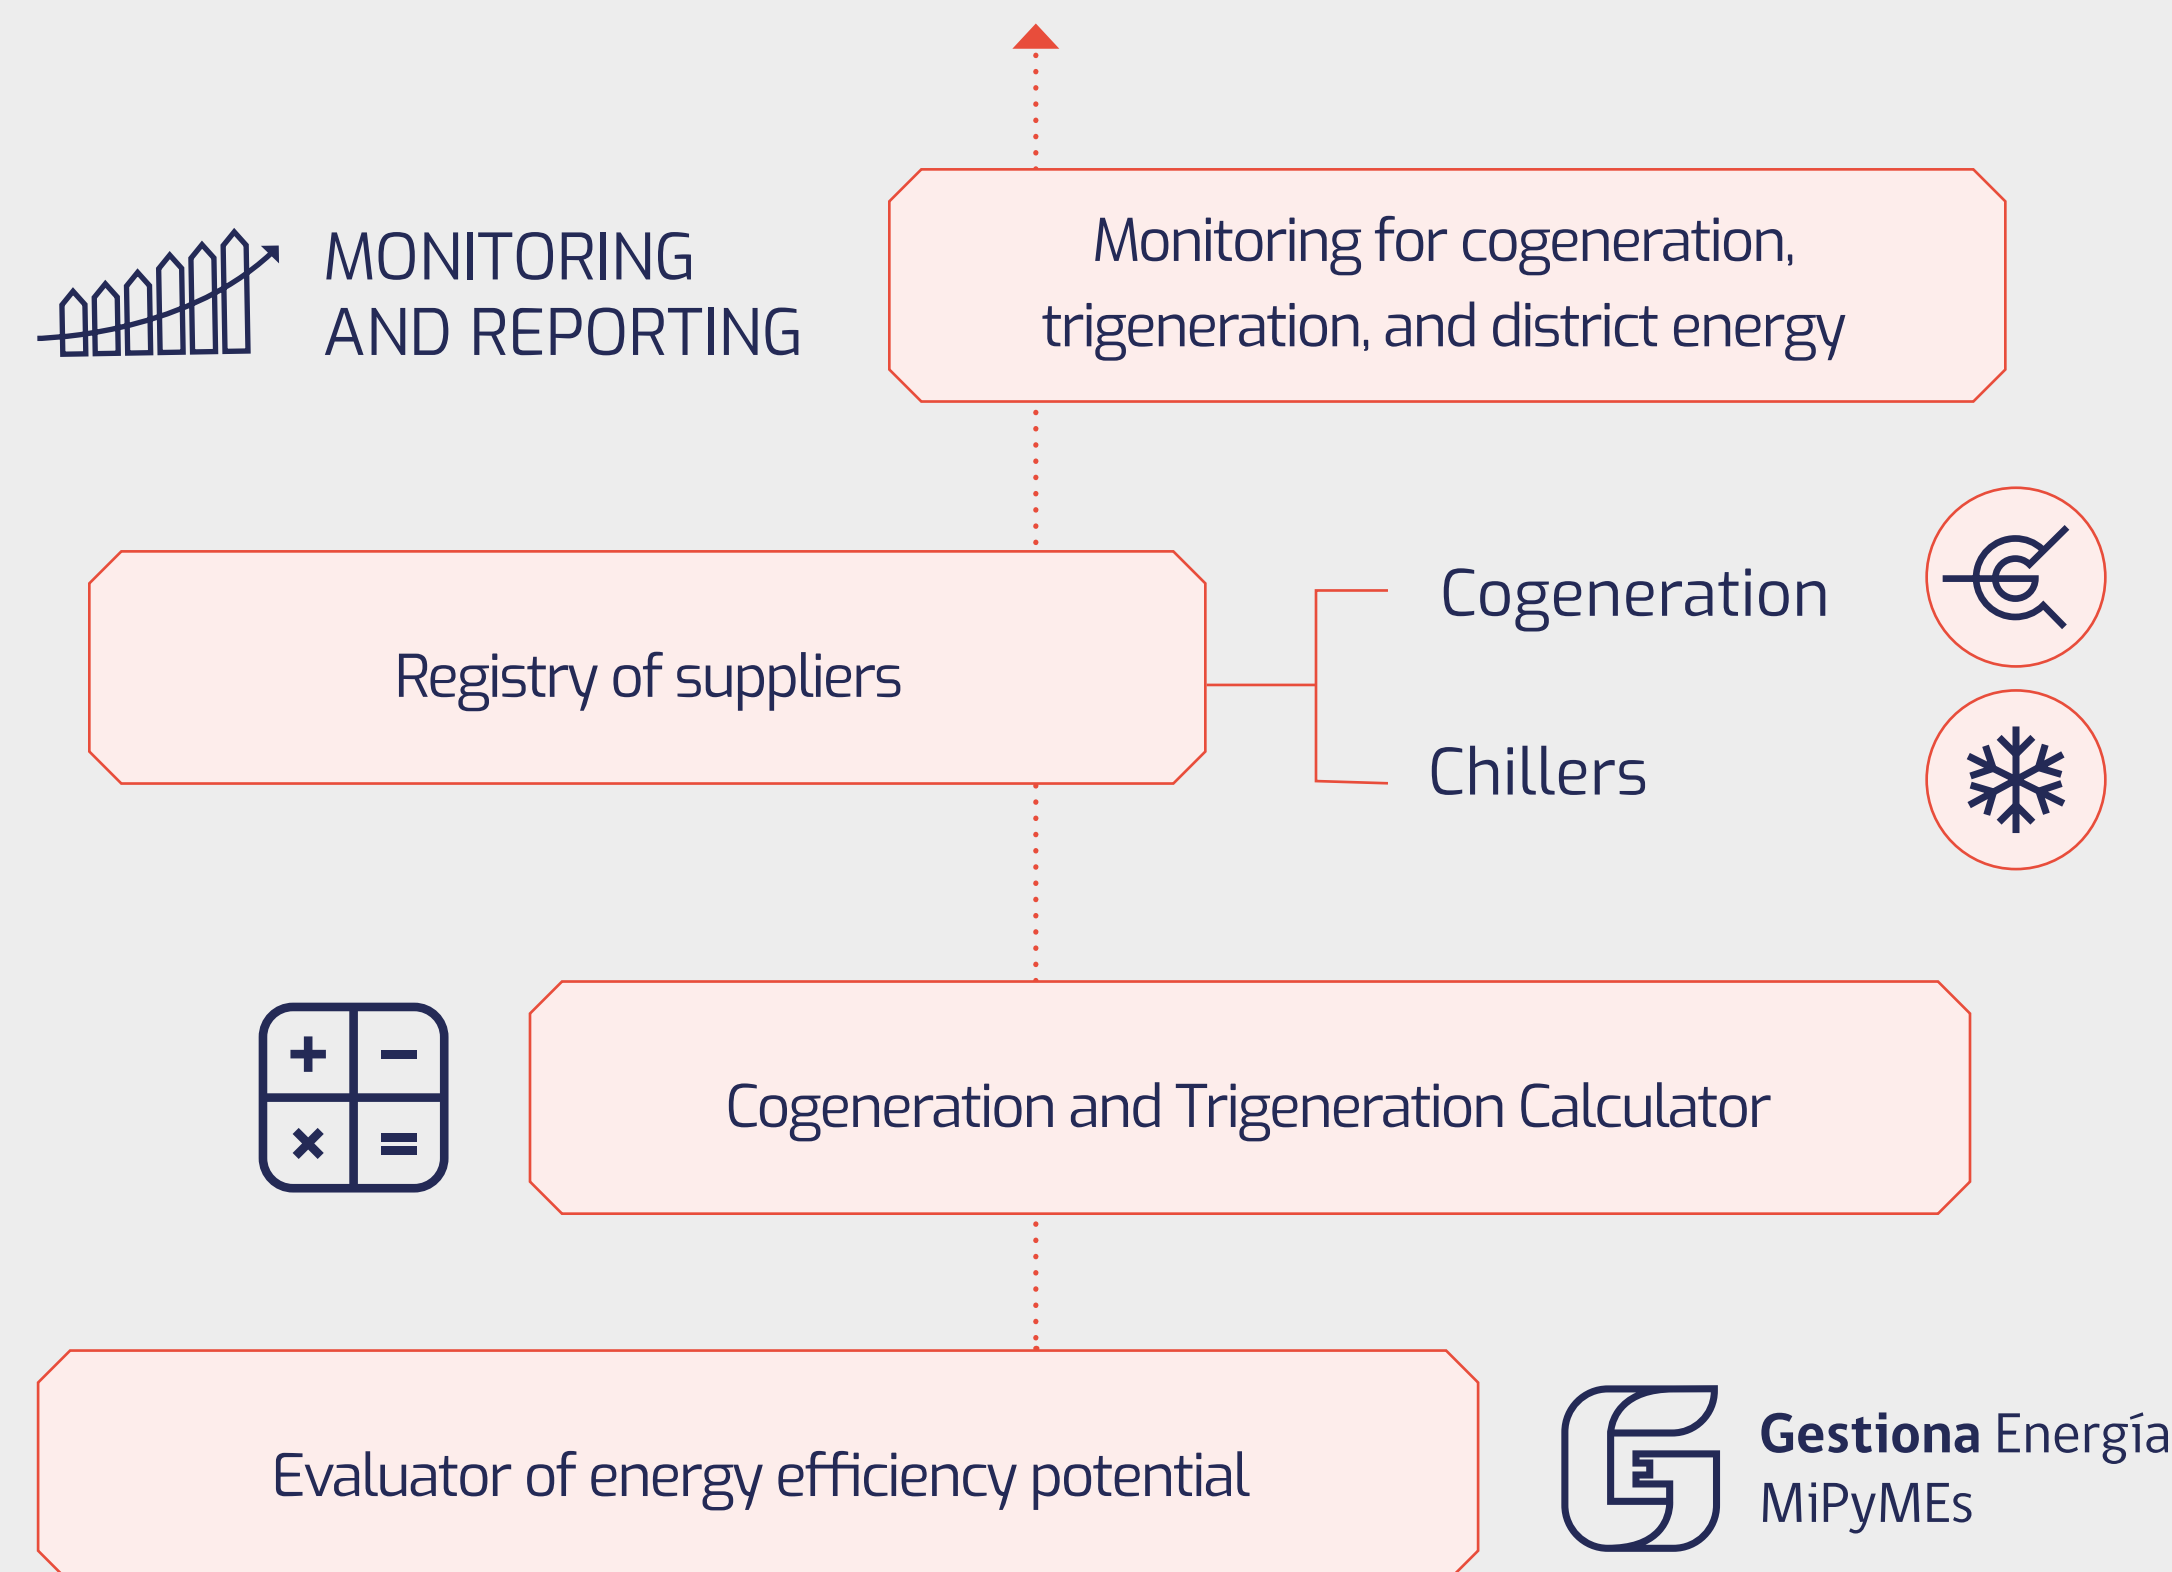 MONITORING
AND REPORTING
Monitoring for cogeneration,
trigeneration, and district energy
Registry of suppliers
Cogeneration
Chillers
+ −
× =
Cogeneration and Trigeneration Calculator
Evaluator of energy efficiency potential
Gestiona Energía
MiPyMEs